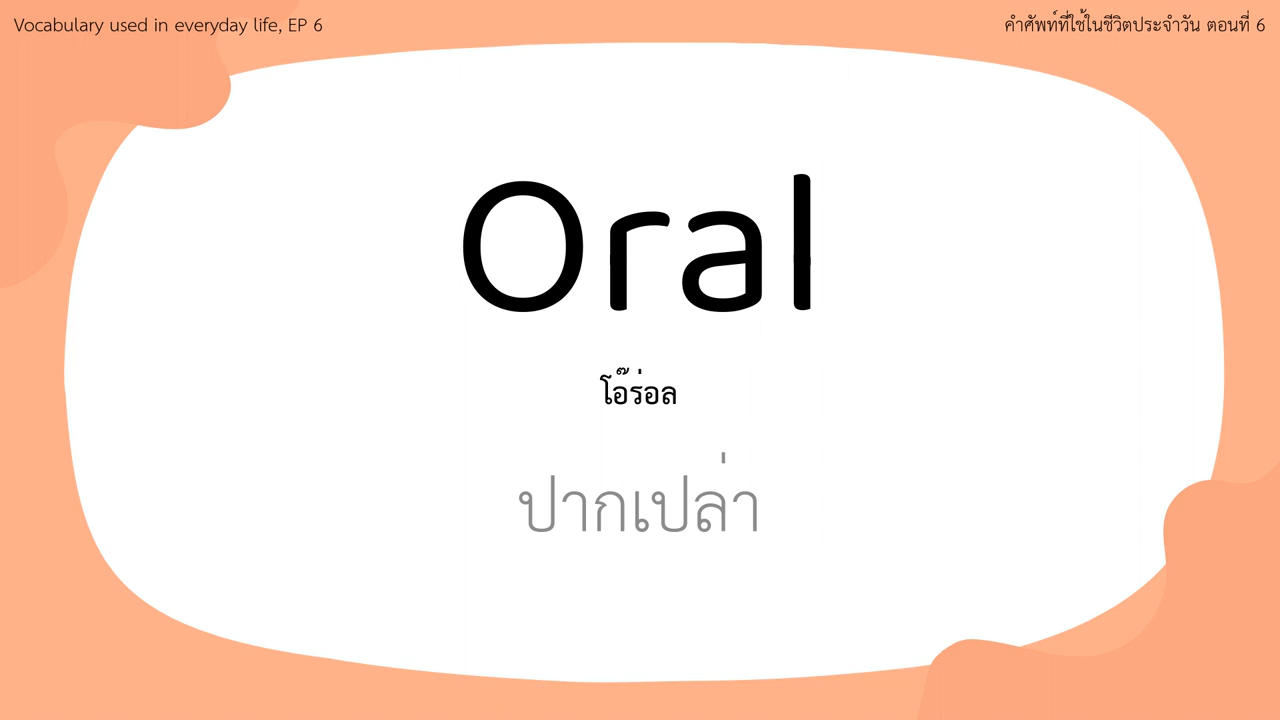 Vocabulary used in everyday life, EP 6
คำศัพท์ที่ใช้ในชีวิตประจำวัน ตอนที่ 6
Oral
โอ๊ร่อล
ปากเปล่า